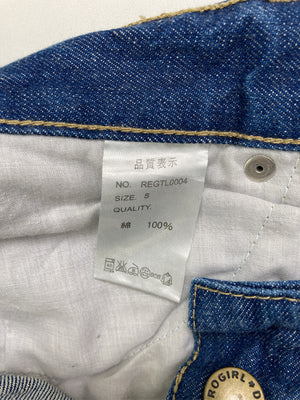 品質表示
NO. REGTL0004
SIZE. S
QUALITY.
綿 100%
ROGIRL